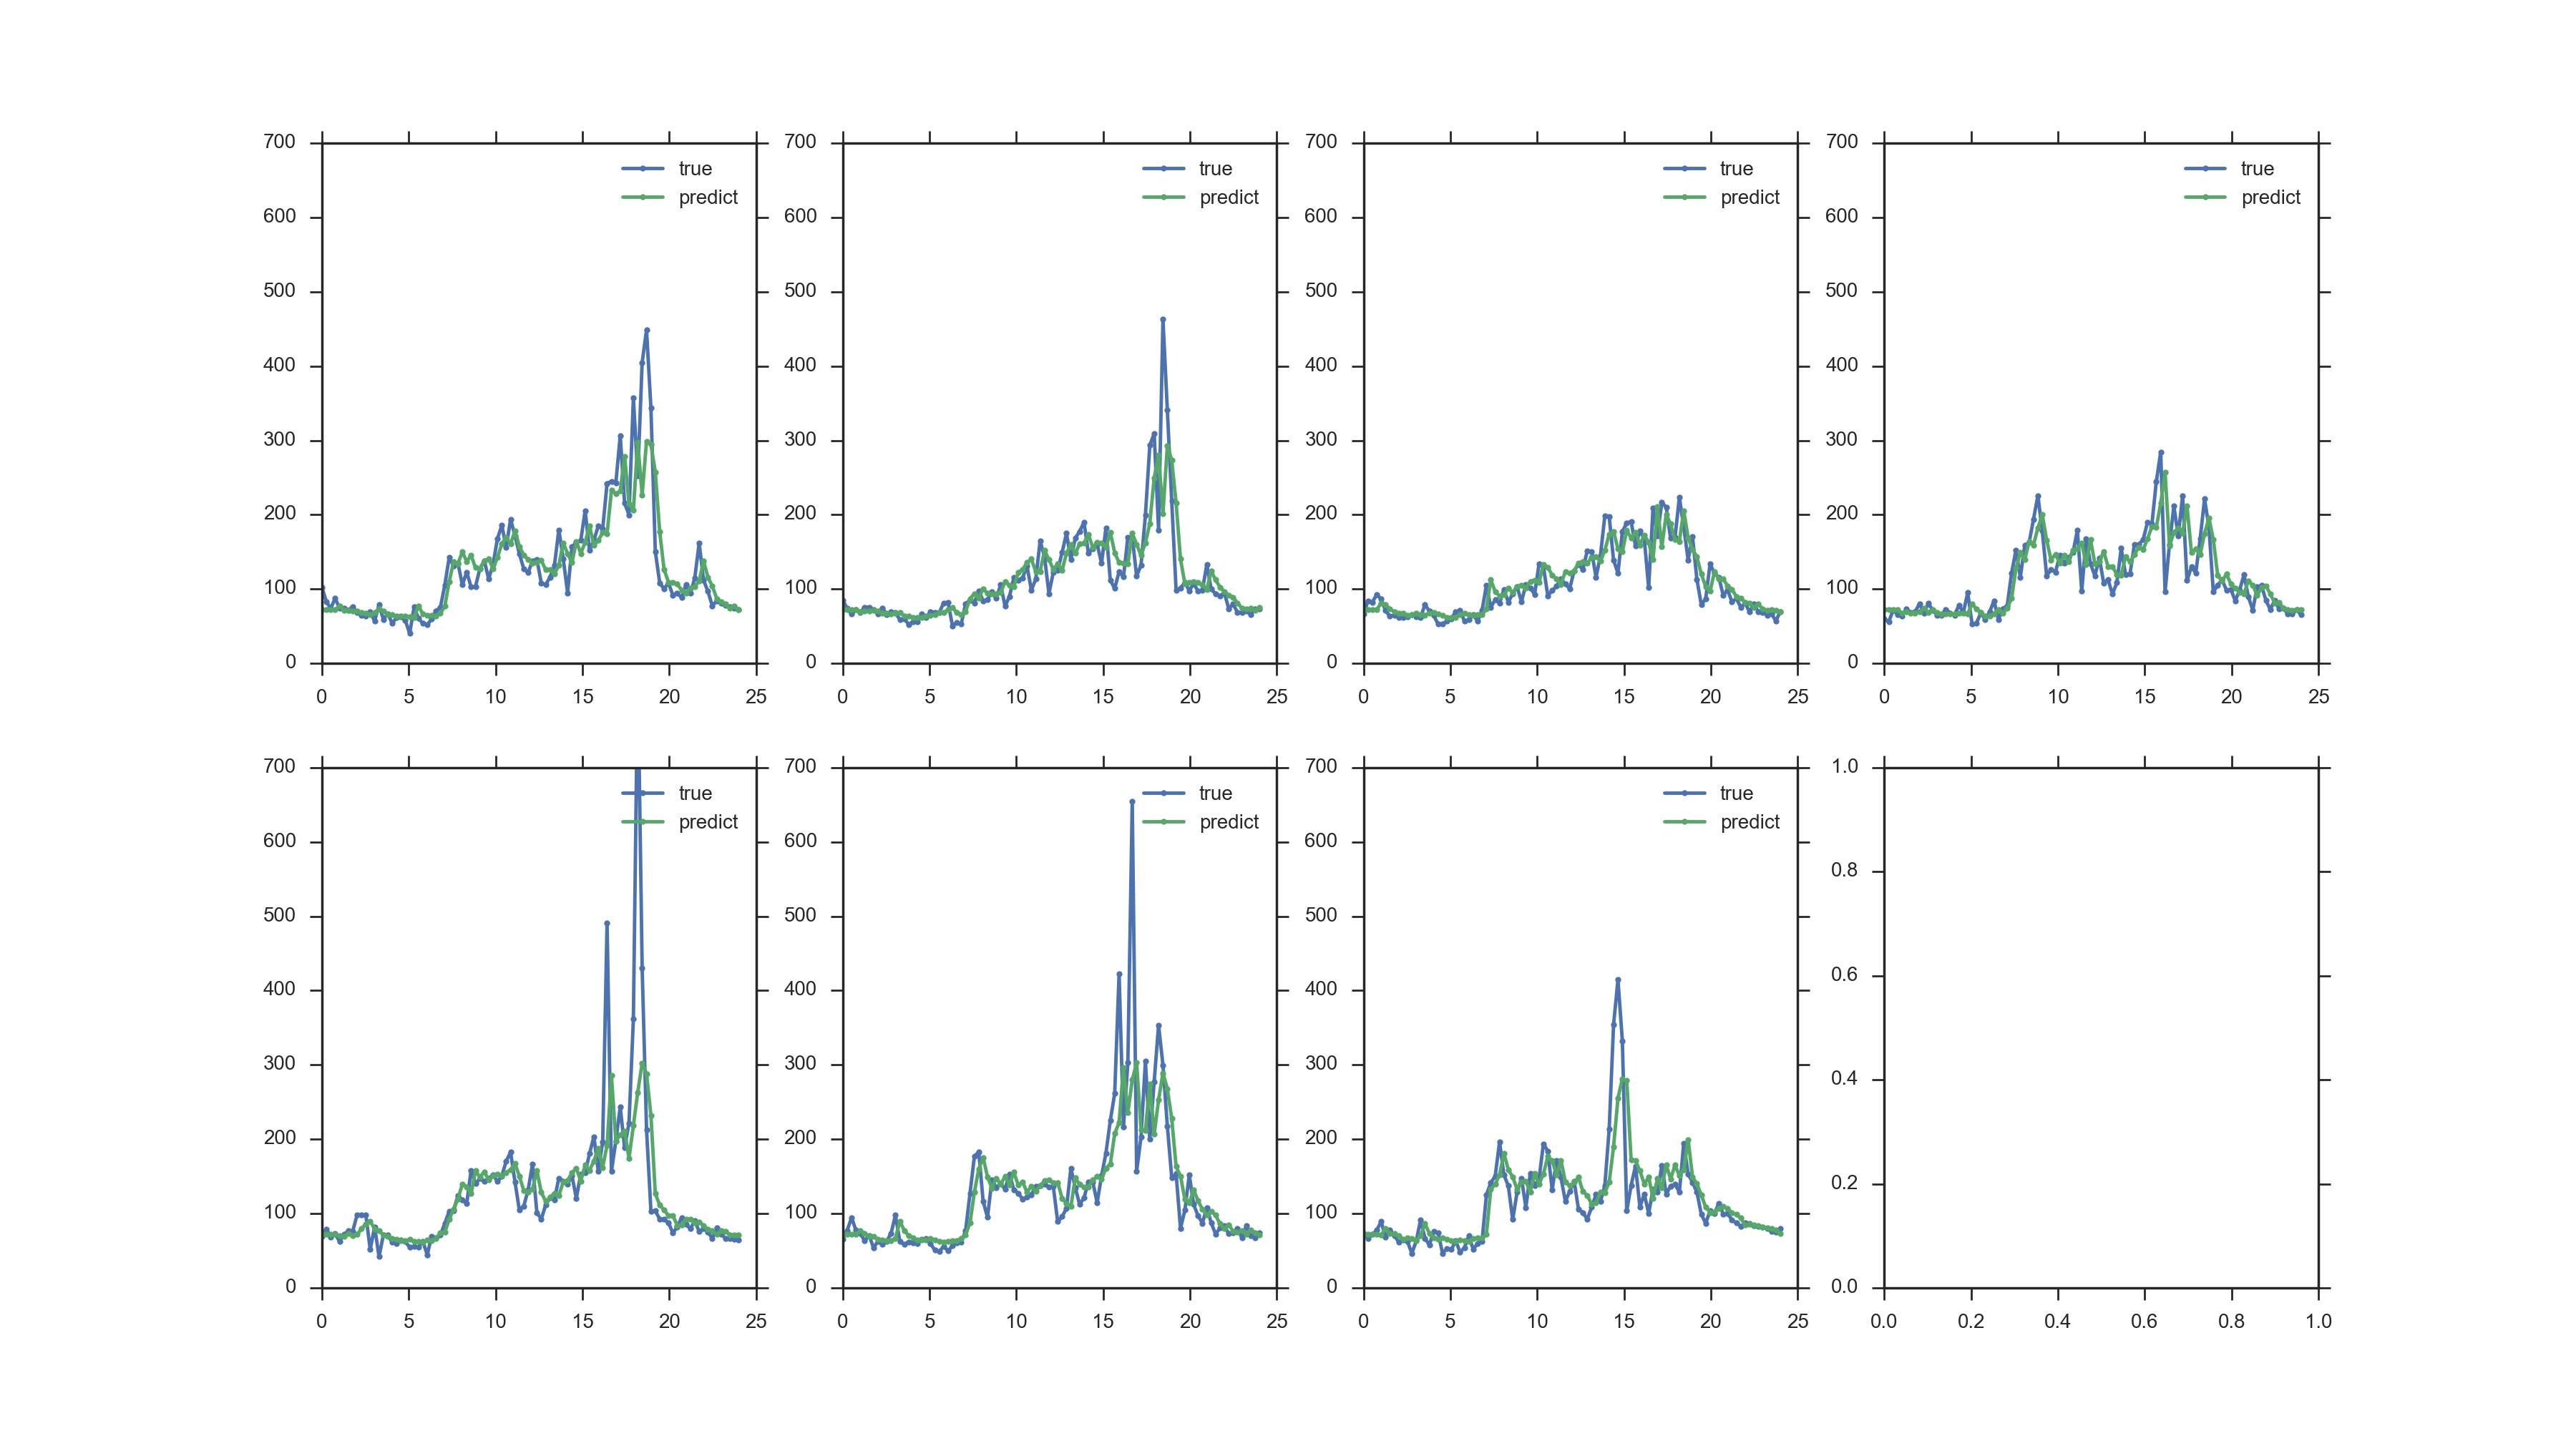 700 700 700 700
true true true true
predict predict predict predict
600 600 600 600
500 500 500 500
400 400 400 400
300 300 300 300
200 200 200 200
100 100 100 100
0 0 0 0
0 5 10 15 20 25 0 5 10 15 20 25 0 5 10 15 20 25 0 5 10 15 20 25
700 700 700 1.0
true true true
predict predict predict
600 600 600 0.8
500 500 500
400 400 400 0.6
300 300 300 0.4
200 200 200 0.2
100 100 100
0 0 0 0.0
0 5 10 15 20 25 0 5 10 15 20 25 0 5 10 15 20 25 0.0 0.2 0.4 0.6 0.8 1.0